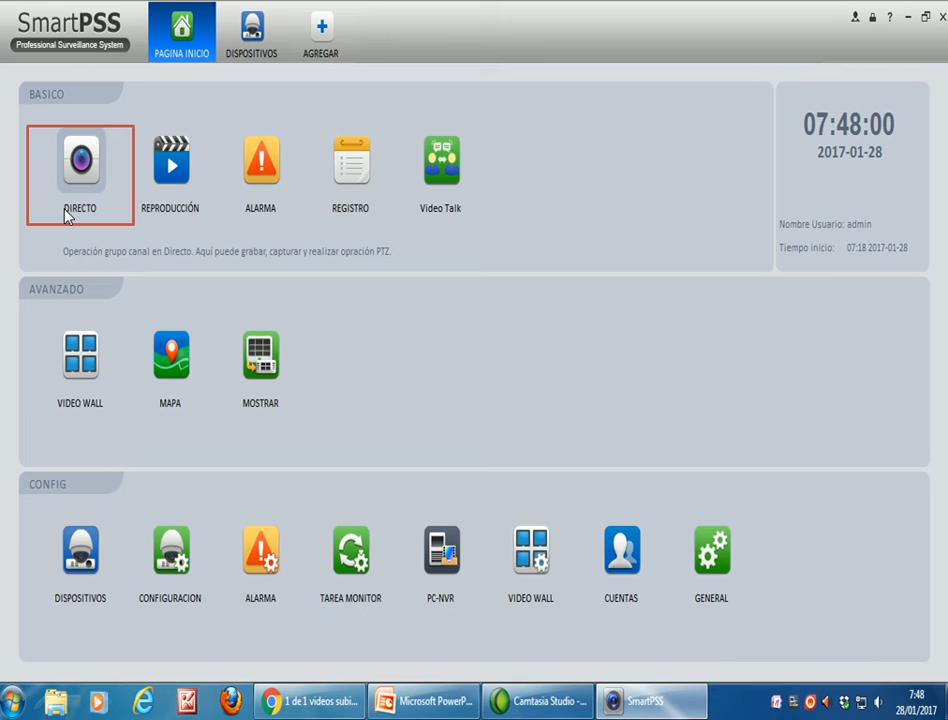 SmartPSS
Professional Surveillance System
PAGINA INICIO
DISPOSITIVOS
AGREGAR
BASICO
DIRECTO
REPRODUCCIÓN
ALARMA
REGISTRO
Video Talk
Operación grupo canal en Directo. Aquí puede grabar, capturar y realizar opración PTZ.
07:48:00
2017-01-28
Nombre Usuario: admin
Tiempo inicio: 07:18 2017-01-28
AVANZADO
VIDEO WALL
MAPA
MOSTRAR
CONFIG
DISPOSITIVOS
CONFIGURACION
ALARMA
TAREA MONITOR
PC-NVR
VIDEO WALL
CUENTAS
GENERAL
1 de 1 videos subi...
Microsoft PowerP...
Camtasia Studio -...
SmartPSS
7:48
28/01/2017